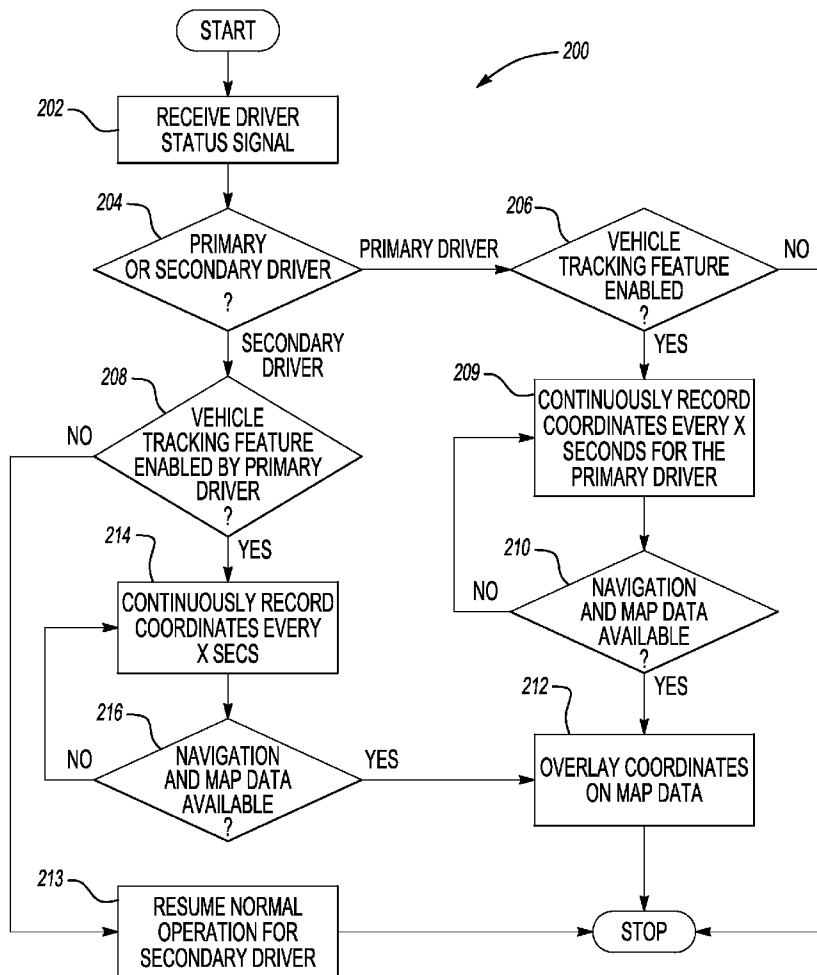 START
200
202
RECEIVE DRIVER
STATUS SIGNAL
204
PRIMARY
OR SECONDARY DRIVER
?
PRIMARY DRIVER
206
VEHICLE
TRACKING FEATURE
ENABLED
?
NO
SECONDARY
DRIVER
YES
208
VEHICLE
TRACKING FEATURE
ENABLED BY PRIMARY
DRIVER
?
NO
YES
209
CONTINUOUSLY RECORD
COORDINATES EVERY X
SECONDS FOR THE
PRIMARY DRIVER
214
CONTINUOUSLY RECORD
COORDINATES EVERY
X SECS
210
NAVIGATION
AND MAP DATA
AVAILABLE
?
NO
YES
216
NAVIGATION
AND MAP DATA
AVAILABLE
?
NO
YES
212
OVERLAY COORDINATES
ON MAP DATA
213
RESUME NORMAL
OPERATION FOR
SECONDARY DRIVER
STOP